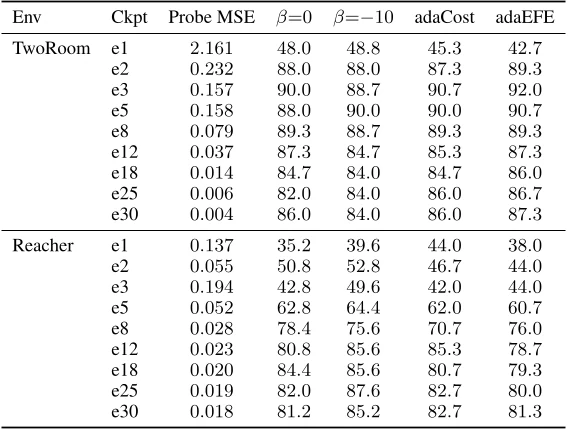 Env Ckpt Probe MSE β=0 β=−10 adaCost adaEFE
TwoRoom e1 2.161 48.0 48.8 45.3 42.7
e2 0.232 88.0 88.0 87.3 89.3
e3 0.157 90.0 88.7 90.7 92.0
e5 0.158 88.0 90.0 90.0 90.7
e8 0.079 89.3 88.7 89.3 89.3
e12 0.037 87.3 84.7 85.3 87.3
e18 0.014 84.7 84.0 84.7 86.0
e25 0.006 82.0 84.0 86.0 86.7
e30 0.004 86.0 84.0 86.0 87.3
Reacher e1 0.137 35.2 39.6 44.0 38.0
e2 0.055 50.8 52.8 46.7 44.0
e3 0.194 42.8 49.6 42.0 44.0
e5 0.052 62.8 64.4 62.0 60.7
e8 0.028 78.4 75.6 70.7 76.0
e12 0.023 80.8 85.6 85.3 78.7
e18 0.020 84.4 85.6 80.7 79.3
e25 0.019 82.0 87.6 82.7 80.0
e30 0.018 81.2 85.2 82.7 81.3